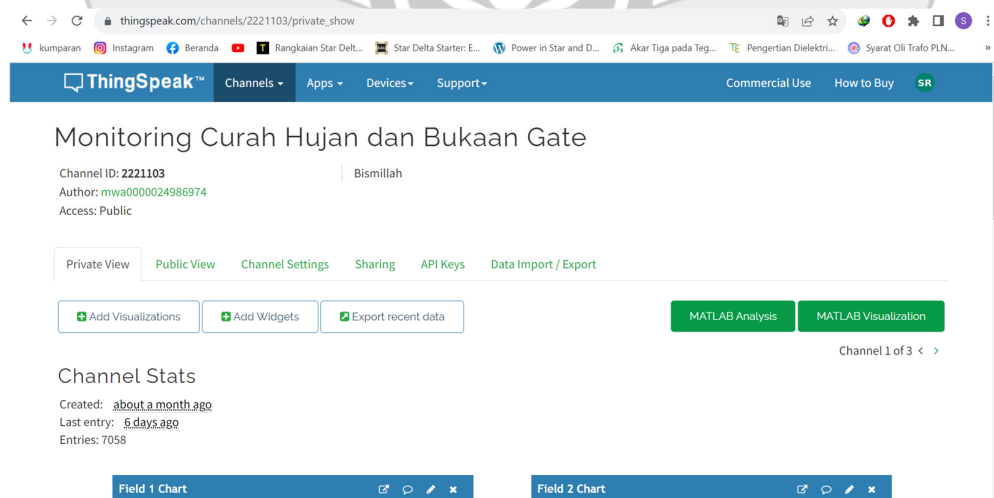 thingspeak.com/channels/2221103/private_show
S
kumparan Instagram Beranda Rangkaian Star Delt... Star Delta Starter: E... Power in Star and D... Akar Tiga pada Teg... TE Pengertian Dielektri... Syarat Oli Trafo PLN... »
ThingSpeak™ Channels Apps Devices Support Commercial Use How to Buy SR
Monitoring Curah Hujan dan Bukaan Gate
Channel ID: 2221103 Bismillah
Author: mwa0000024986974
Access: Public
Private View Public View Channel Settings Sharing API Keys Data Import / Export
Add Visualizations Add Widgets Export recent data MATLAB Analysis MATLAB Visualization
Channel 1 of 3 < >
Channel Stats
Created: about a month ago
Last entry: 6 days ago
Entries: 7058
Field 1 Chart Field 2 Chart